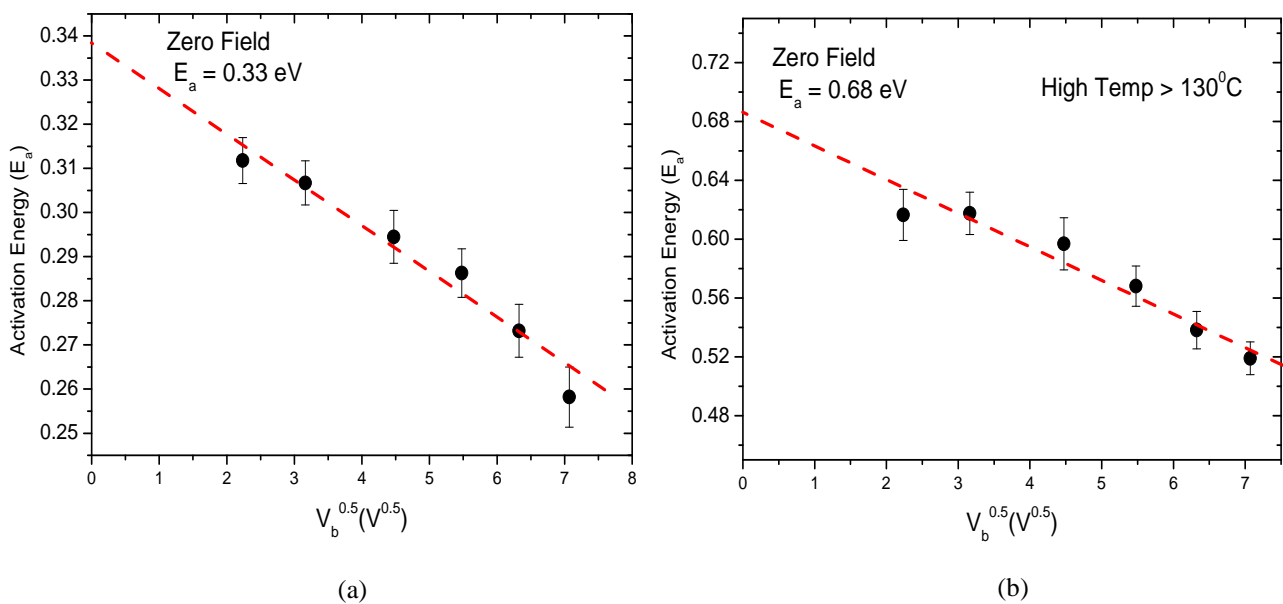 Zero Field
E_a = 0.33 eV
0.34
0.33
0.32
0.31
0.30
0.29
0.28
0.27
0.26
0.25
Activation Energy (E_a)
0 1 2 3 4 5 6 7 8
V_b^0.5(V^0.5)
(a)
Zero Field
E_a = 0.68 eV
High Temp > 130^0C
0.72
0.68
0.64
0.60
0.56
0.52
0.48
Activation Energy (E_a)
0 1 2 3 4 5 6 7
V_b^0.5(V^0.5)
(b)